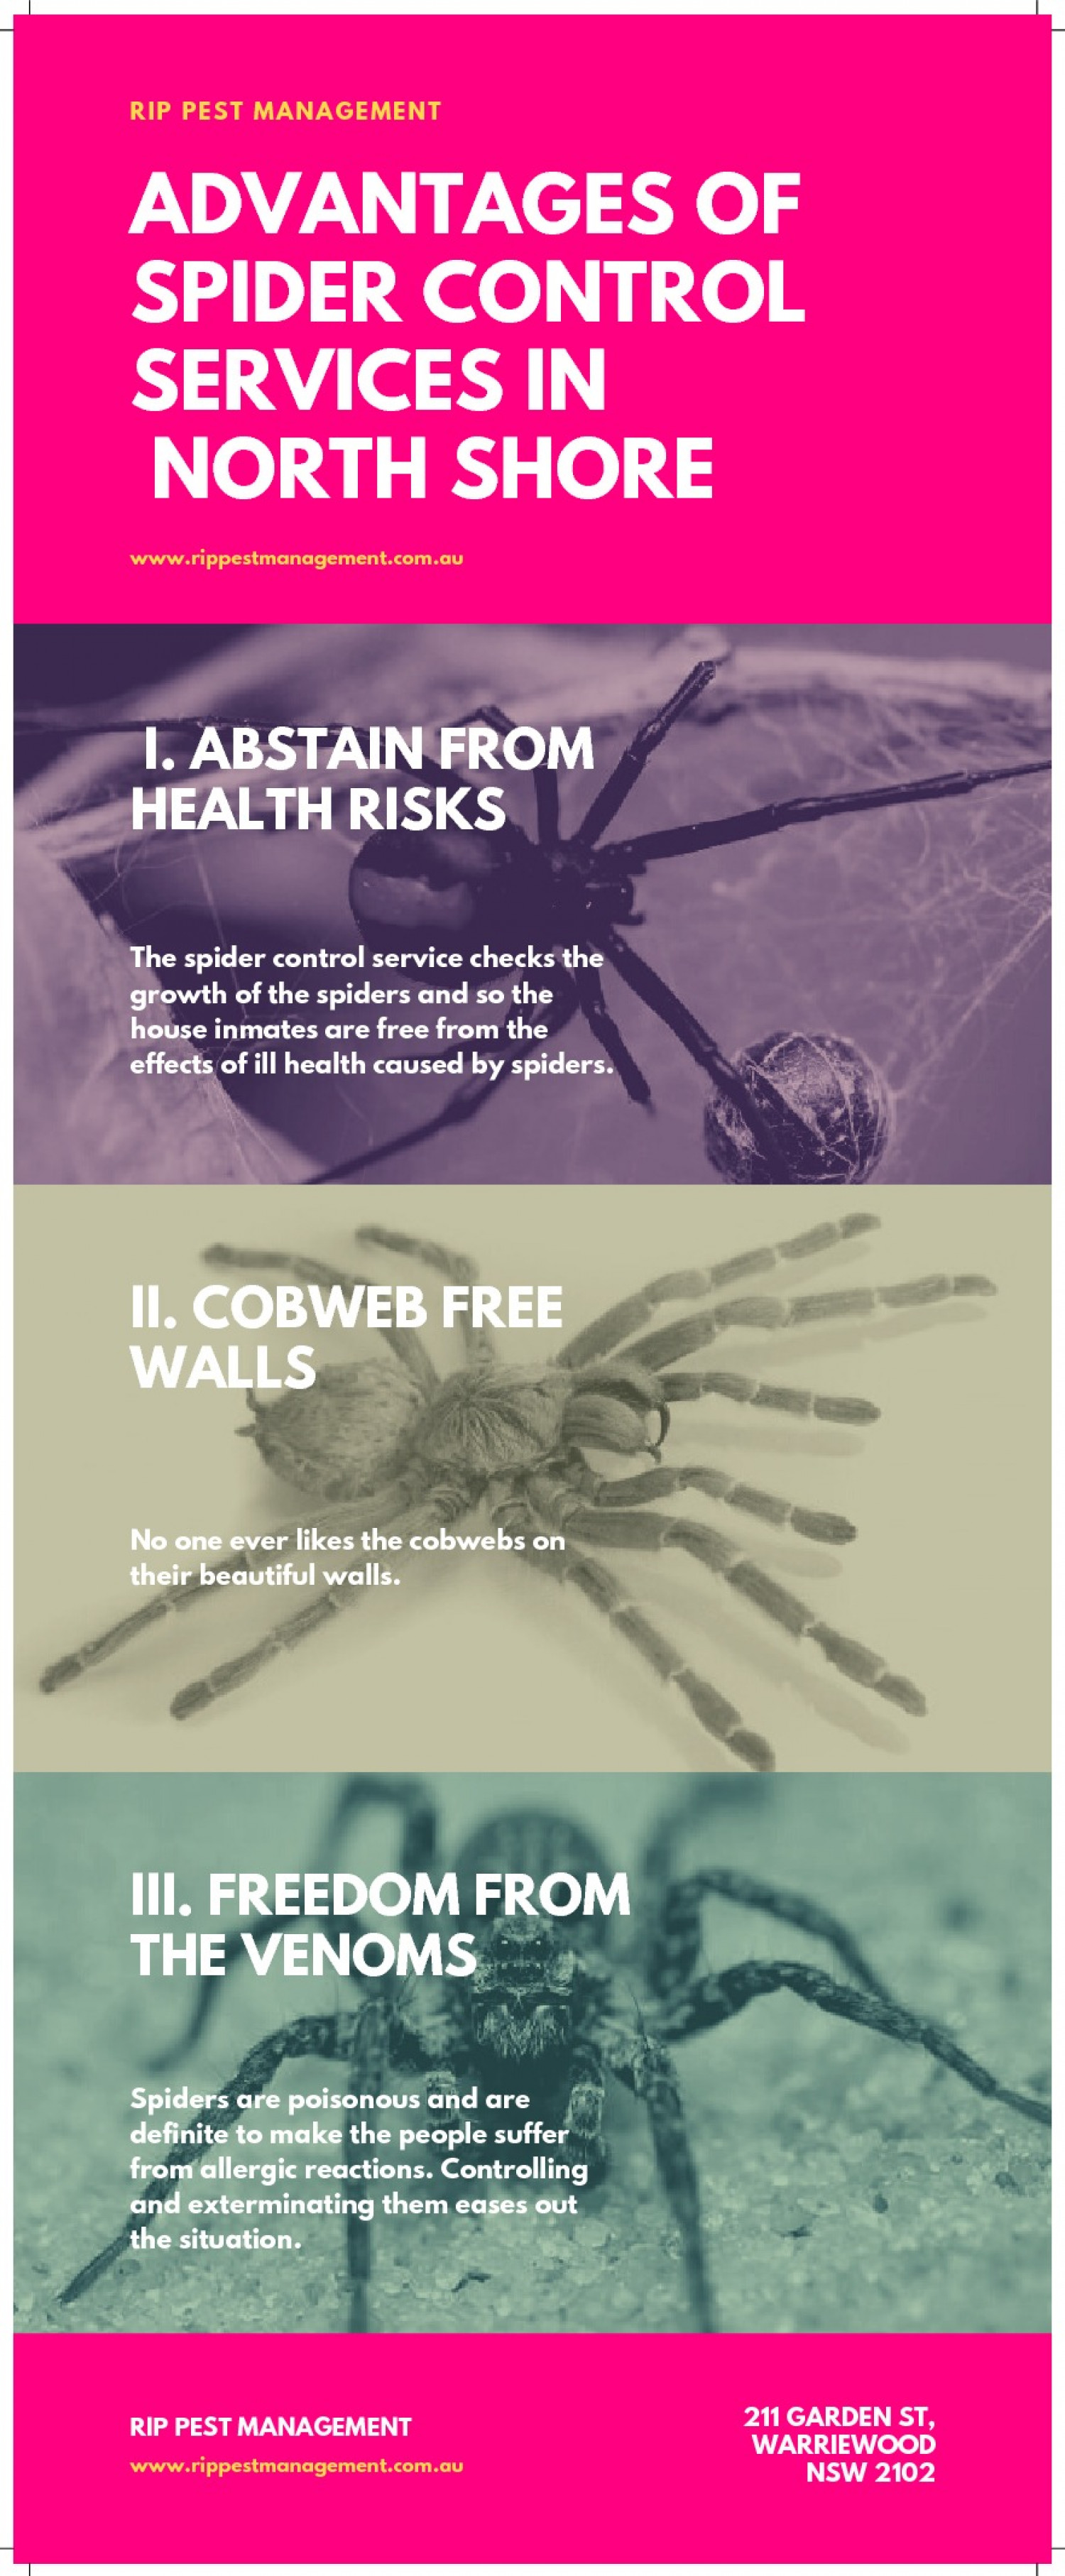 RIP PEST MANAGEMENT
ADVANTAGES OF
SPIDER CONTROL
SERVICES IN
NORTH SHORE
www.rippestmanagement.com.au
I. ABSTAIN FROM
HEALTH RISKS
The spider control service checks the
growth of the spiders and so the
house inmates are free from the
effects of ill health caused by spiders.
II. COBWEB FREE
WALLS
No one ever likes the cobwebs on
their beautiful walls.
III. FREEDOM FROM
THE VENOMS
Spiders are poisonous and are
definite to make the people suffer
from allergic reactions. Controlling
and exterminating them eases out
the situation.
RIP PEST MANAGEMENT
www.rippestmanagement.com.au
211 GARDEN ST,
WARRIEWOOD
NSW 2102